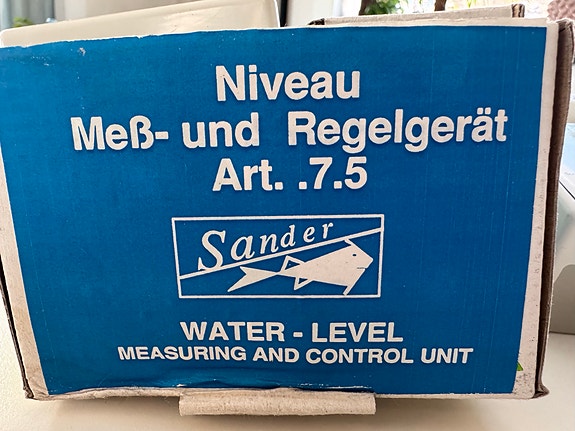 Niveau
Meß- und Regelgerät
Art. .7.5
Sander
WATER - LEVEL
MEASURING AND CONTROL UNIT